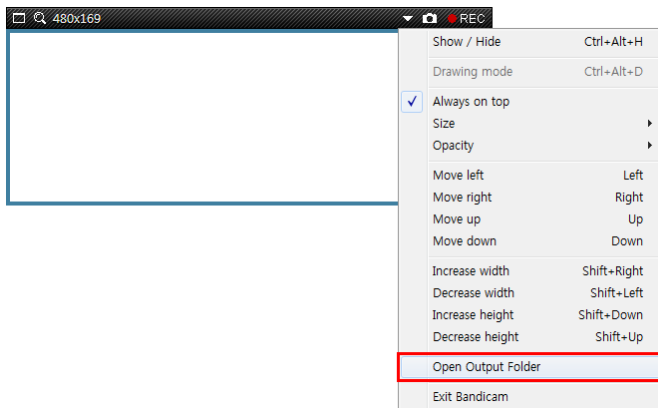 480x169 REC
Show / Hide Ctrl+Alt+H
Drawing mode Ctrl+Alt+D
Always on top
Size
Opacity
Move left Left
Move right Right
Move up Up
Move down Down
Increase width Shift+Right
Decrease width Shift+Left
Increase height Shift+Down
Decrease height Shift+Up
Open Output Folder
Exit Bandicam